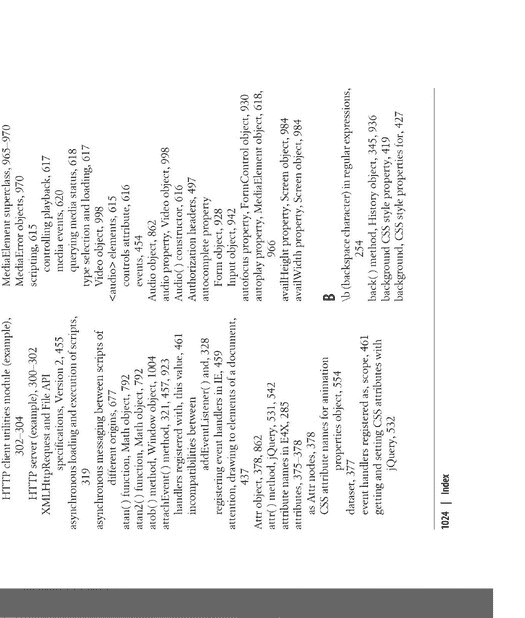 HTTP client utilities module (example),
302–304
HTTP server (example), 300–302
XMLHttpRequest and File API
specifications, Version 2, 455
asynchronous loading and execution of scripts,
319
asynchronous messaging between scripts of
different origins, 677
atan( ) function, Math object, 792
atan2( ) function, Math object, 792
atob( ) method, Window object, 1004
attachEvent( ) method, 321, 457, 923
handlers registered with, this value, 461
incompatibilities between
addEventListener( ) and, 328
registering event handlers in IE, 459
attention, drawing to elements of a document,
437
Attr object, 378, 862
attr( ) method, jQuery, 531, 542
attribute names in E4X, 285
attributes, 375–378
as Attr nodes, 378
CSS attribute names for animation
properties object, 554
dataset, 377
event handlers registered as, scope, 461
getting and setting CSS attributes with
jQuery, 532
MediaElement superclass, 965–970
MediaError objects, 970
scripting, 615
controlling playback, 617
media events, 620
querying media status, 618
type selection and loading, 617
Video object, 998
<audio> elements, 615
controls attribute, 616
events, 454
Audio object, 862
audio property, Video object, 998
Audio( ) constructor, 616
Authorization headers, 497
autocomplete property
Form object, 928
Input object, 942
autofocus property, FormControl object, 930
autoplay property, MediaElement object, 618,
966
availHeight property, Screen object, 984
availWidth property, Screen object, 984
B
\b (backspace character) in regular expressions,
254
back( ) method, History object, 345, 936
background CSS style property, 419
background, CSS style properties for, 427
1024 | Index